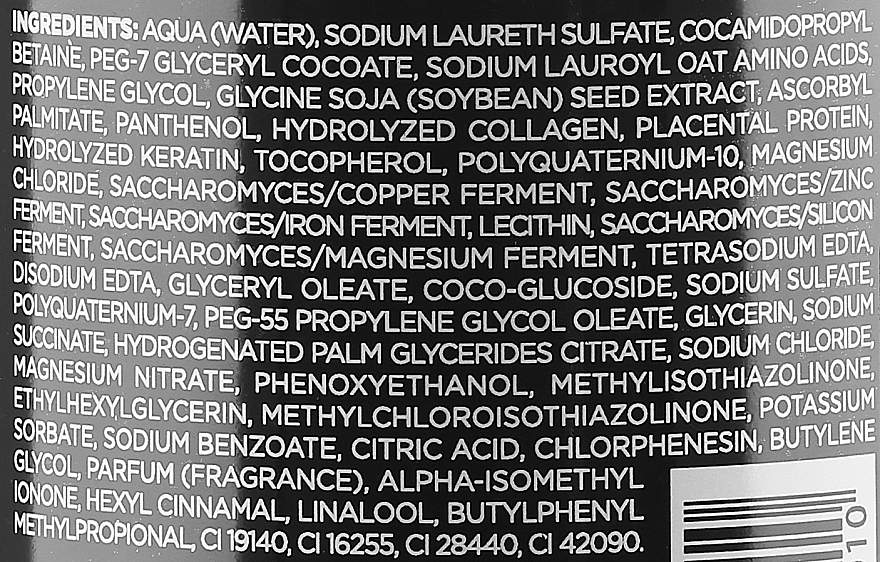 INGREDIENTS: AQUA (WATER), SODIUM LAURETH SULFATE, COCAMIDOPROPYL
BETAINE, PEG-7 GLYCERYL COCOATE, SODIUM LAUROYL OAT AMINO ACIDS,
PROPYLENE GLYCOL, GLYCINE SOJA (SOYBEAN) SEED EXTRACT, ASCORBYL
PALMITATE, PANTHENOL, HYDROLYZED COLLAGEN, PLACENTAL PROTEIN,
HYDROLYZED KERATIN, TOCOPHEROL, POLYQUATERNIUM-10, MAGNESIUM
CHLORIDE, SACCHAROMYCES/COPPER FERMENT, SACCHAROMYCES/ZINC
FERMENT, SACCHAROMYCES/IRON FERMENT, LECITHIN, SACCHAROMYCES/SILICON
FERMENT, SACCHAROMYCES/MAGNESIUM FERMENT, TETRASODIUM EDTA,
DISODIUM EDTA, GLYCERYL OLEATE, COCO-GLUCOSIDE, SODIUM SULFATE,
POLYQUATERNIUM-7, PEG-55 PROPYLENE GLYCOL OLEATE, GLYCERIN, SODIUM
SUCCINATE, HYDROGENATED PALM GLYCERIDES CITRATE, SODIUM CHLORIDE,
MAGNESIUM NITRATE, PHENOXYETHANOL, METHYLISOTHIAZOLINONE,
ETHYLHEXYLGLYCERIN, METHYLCHLOROISOTHIAZOLINONE, POTASSIUM
SORBATE, SODIUM BENZOATE, CITRIC ACID, CHLORPHENESIN, BUTYLENE
GLYCOL, PARFUM (FRAGRANCE), ALPHA-ISOMETHYL
IONONE, HEXYL CINNAMAL, LINALOOL, BUTYLPHENYL
METHYLPROPIONAL, CI 19140, CI 16255, CI 28440, CI 42090.